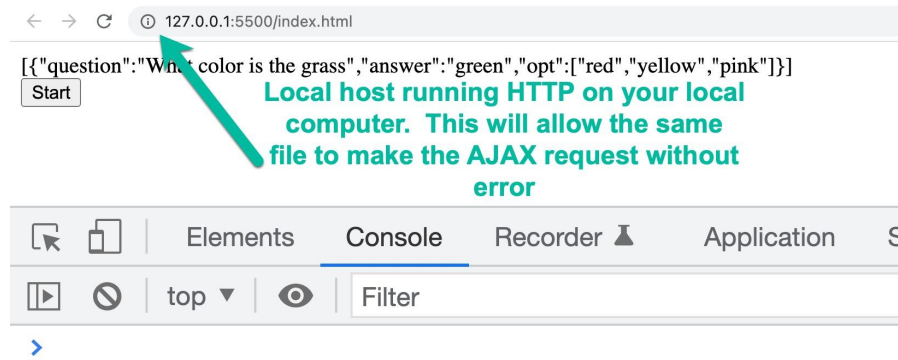 127.0.0.1:5500/index.html
[{"question":"What color is the grass","answer":"green","opt":["red","yellow","pink"]}]
Start
Local host running HTTP on your local
computer. This will allow the same
file to make the AJAX request without
error
Elements Console Recorder Application S
top Filter